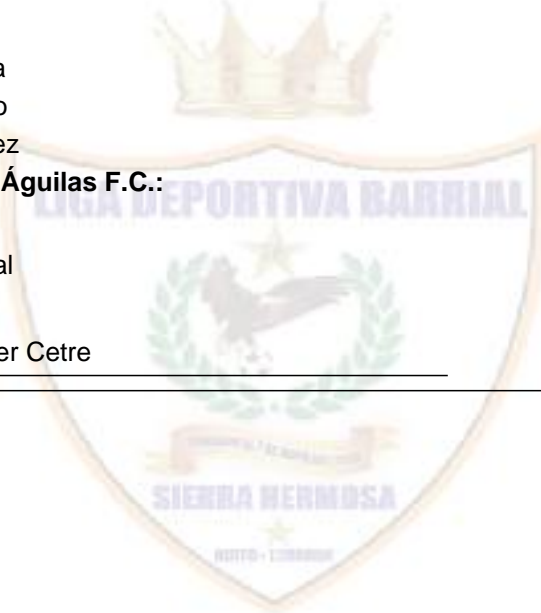 a
o
ez
Águilas F.C.:
LIGA DEPORTIVA BARRIAL
al
er Cetre
SIERRA HERMOSA